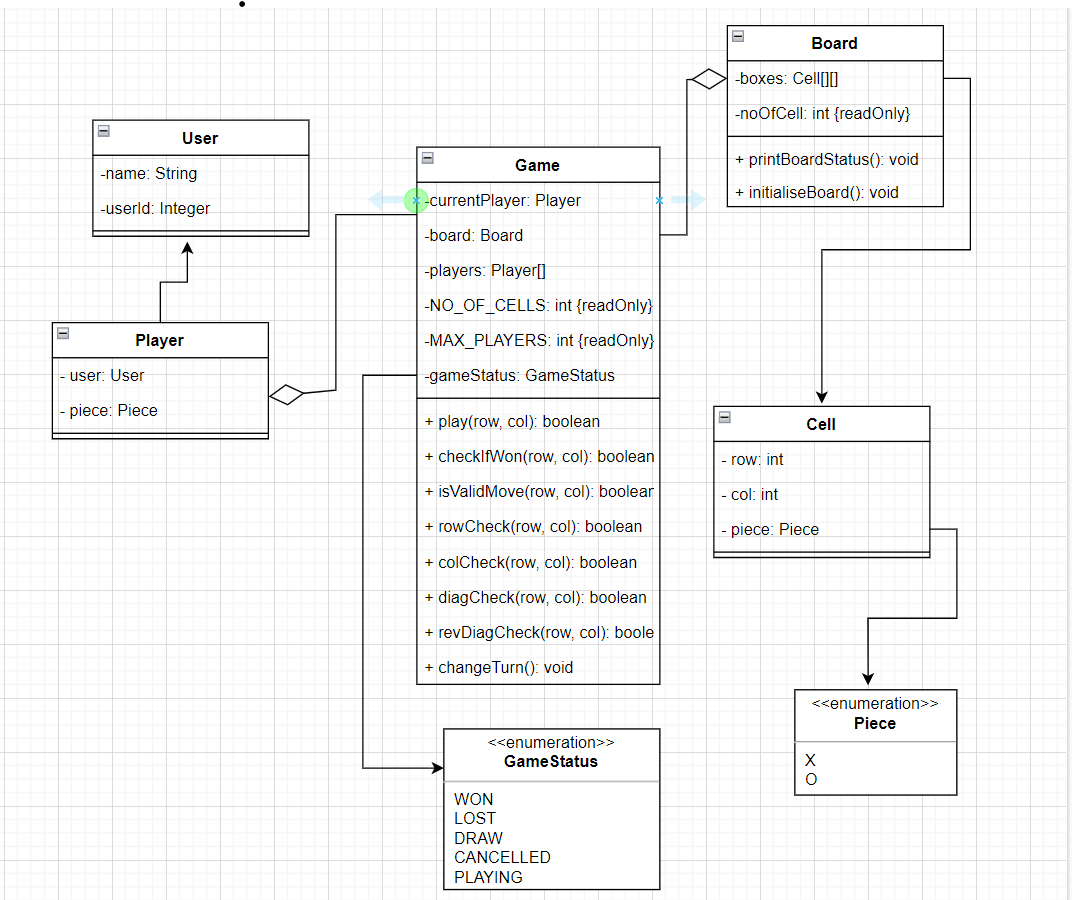 Board
-boxes: Cell[][]
-noOfCell: int {readOnly}
+ printBoardStatus(): void
+ initialiseBoard(): void
User
-name: String
-userId: Integer
Game
-currentPlayer: Player
-board: Board
-players: Player[]
-NO_OF_CELLS: int {readOnly}
-MAX_PLAYERS: int {readOnly}
-gameStatus: GameStatus
+ play(row, col): boolean
+ checkIfWon(row, col): boolean
+ isValidMove(row, col): boolear
+ rowCheck(row, col): boolean
+ colCheck(row, col): boolean
+ diagCheck(row, col): boolean
+ revDiagCheck(row, col): boole
+ changeTurn(): void
Player
- user: User
- piece: Piece
Cell
- row: int
- col: int
- piece: Piece
<<enumeration>>
Piece
X
O
<<enumeration>>
GameStatus
WON
LOST
DRAW
CANCELLED
PLAYING